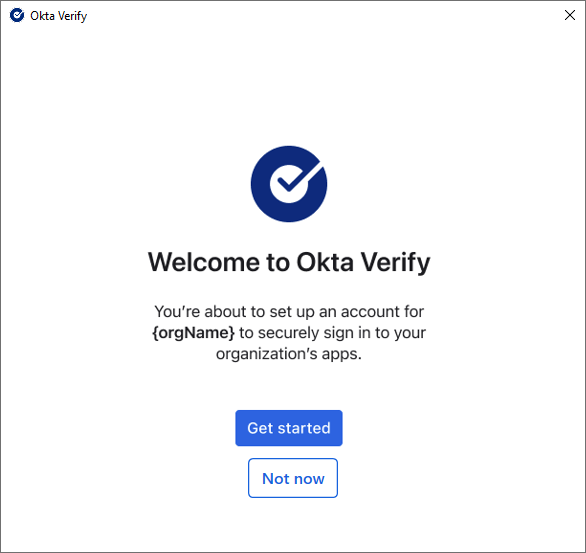 Okta Verify
Welcome to Okta Verify
You’re about to set up an account for
{orgName} to securely sign in to your
organization’s apps.
Get started
Not now